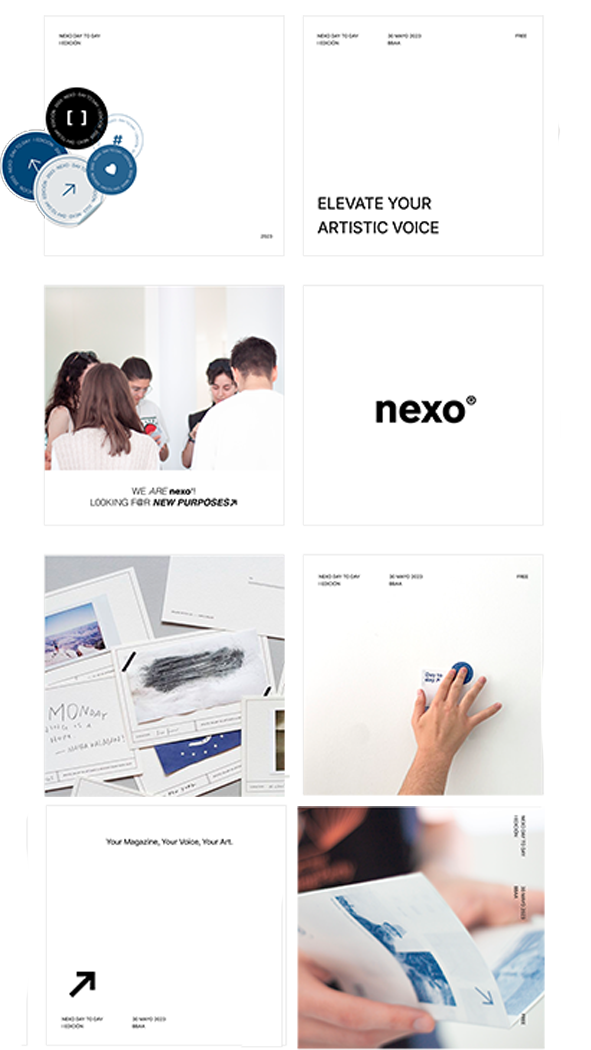 NEXO DAY TO DAY
I EDICIÓN
[ ]
#
2023
NEXO DAY TO DAY
I EDICIÓN
30 MAYO 2023
BBAA
FREE
ELEVATE YOUR
ARTISTIC VOICE
WE ARE nexo®!
LOOKING F@R NEW PURPOSES↗
nexo®
MONDAY
NEXO DAY TO DAY
I EDICIÓN
30 MAYO 2023
BBAA
FREE
Day to
day ↗
Your Magazine, Your Voice, Your Art.
NEXO DAY TO DAY
I EDICIÓN
30 MAYO 2023
BBAA
NEXO DAY TO DAY
I EDICIÓN
30 MAYO 2023
BBAA
FREE